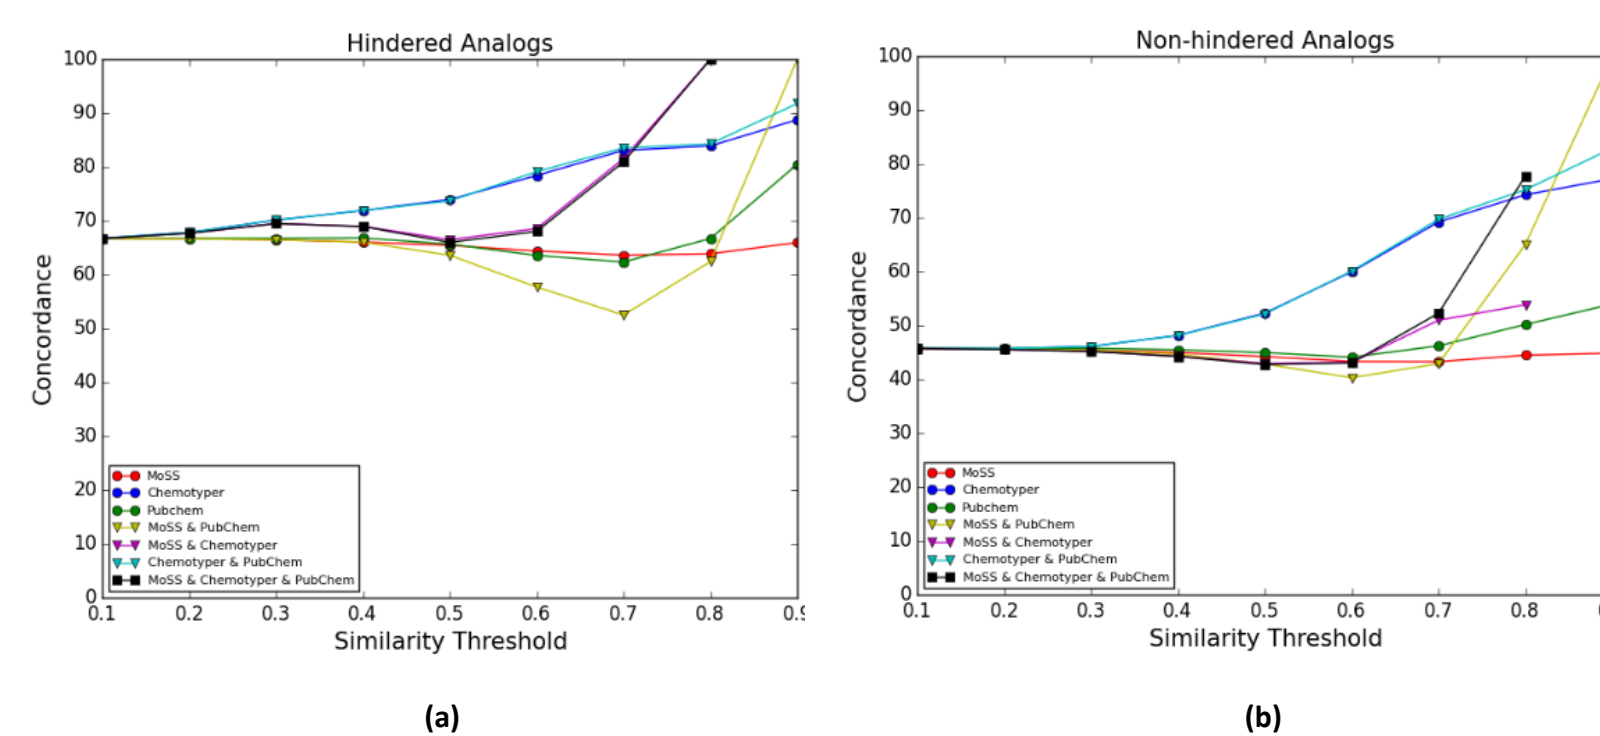 Hindered Analogs
100
90
80
70
60
50
40
30
20
10
0
Concordance
MoSS
Chemotyper
Pubchem
MoSS & PubChem
MoSS & Chemotyper
Chemotyper & PubChem
MoSS & Chemotyper & PubChem
0.1 0.2 0.3 0.4 0.5 0.6 0.7 0.8 0.9
Similarity Threshold
(a)
Non-hindered Analogs
100
90
80
70
60
50
40
30
20
10
0
Concordance
MoSS
Chemotyper
Pubchem
MoSS & PubChem
MoSS & Chemotyper
Chemotyper & PubChem
MoSS & Chemotyper & PubChem
0.1 0.2 0.3 0.4 0.5 0.6 0.7 0.8
Similarity Threshold
(b)